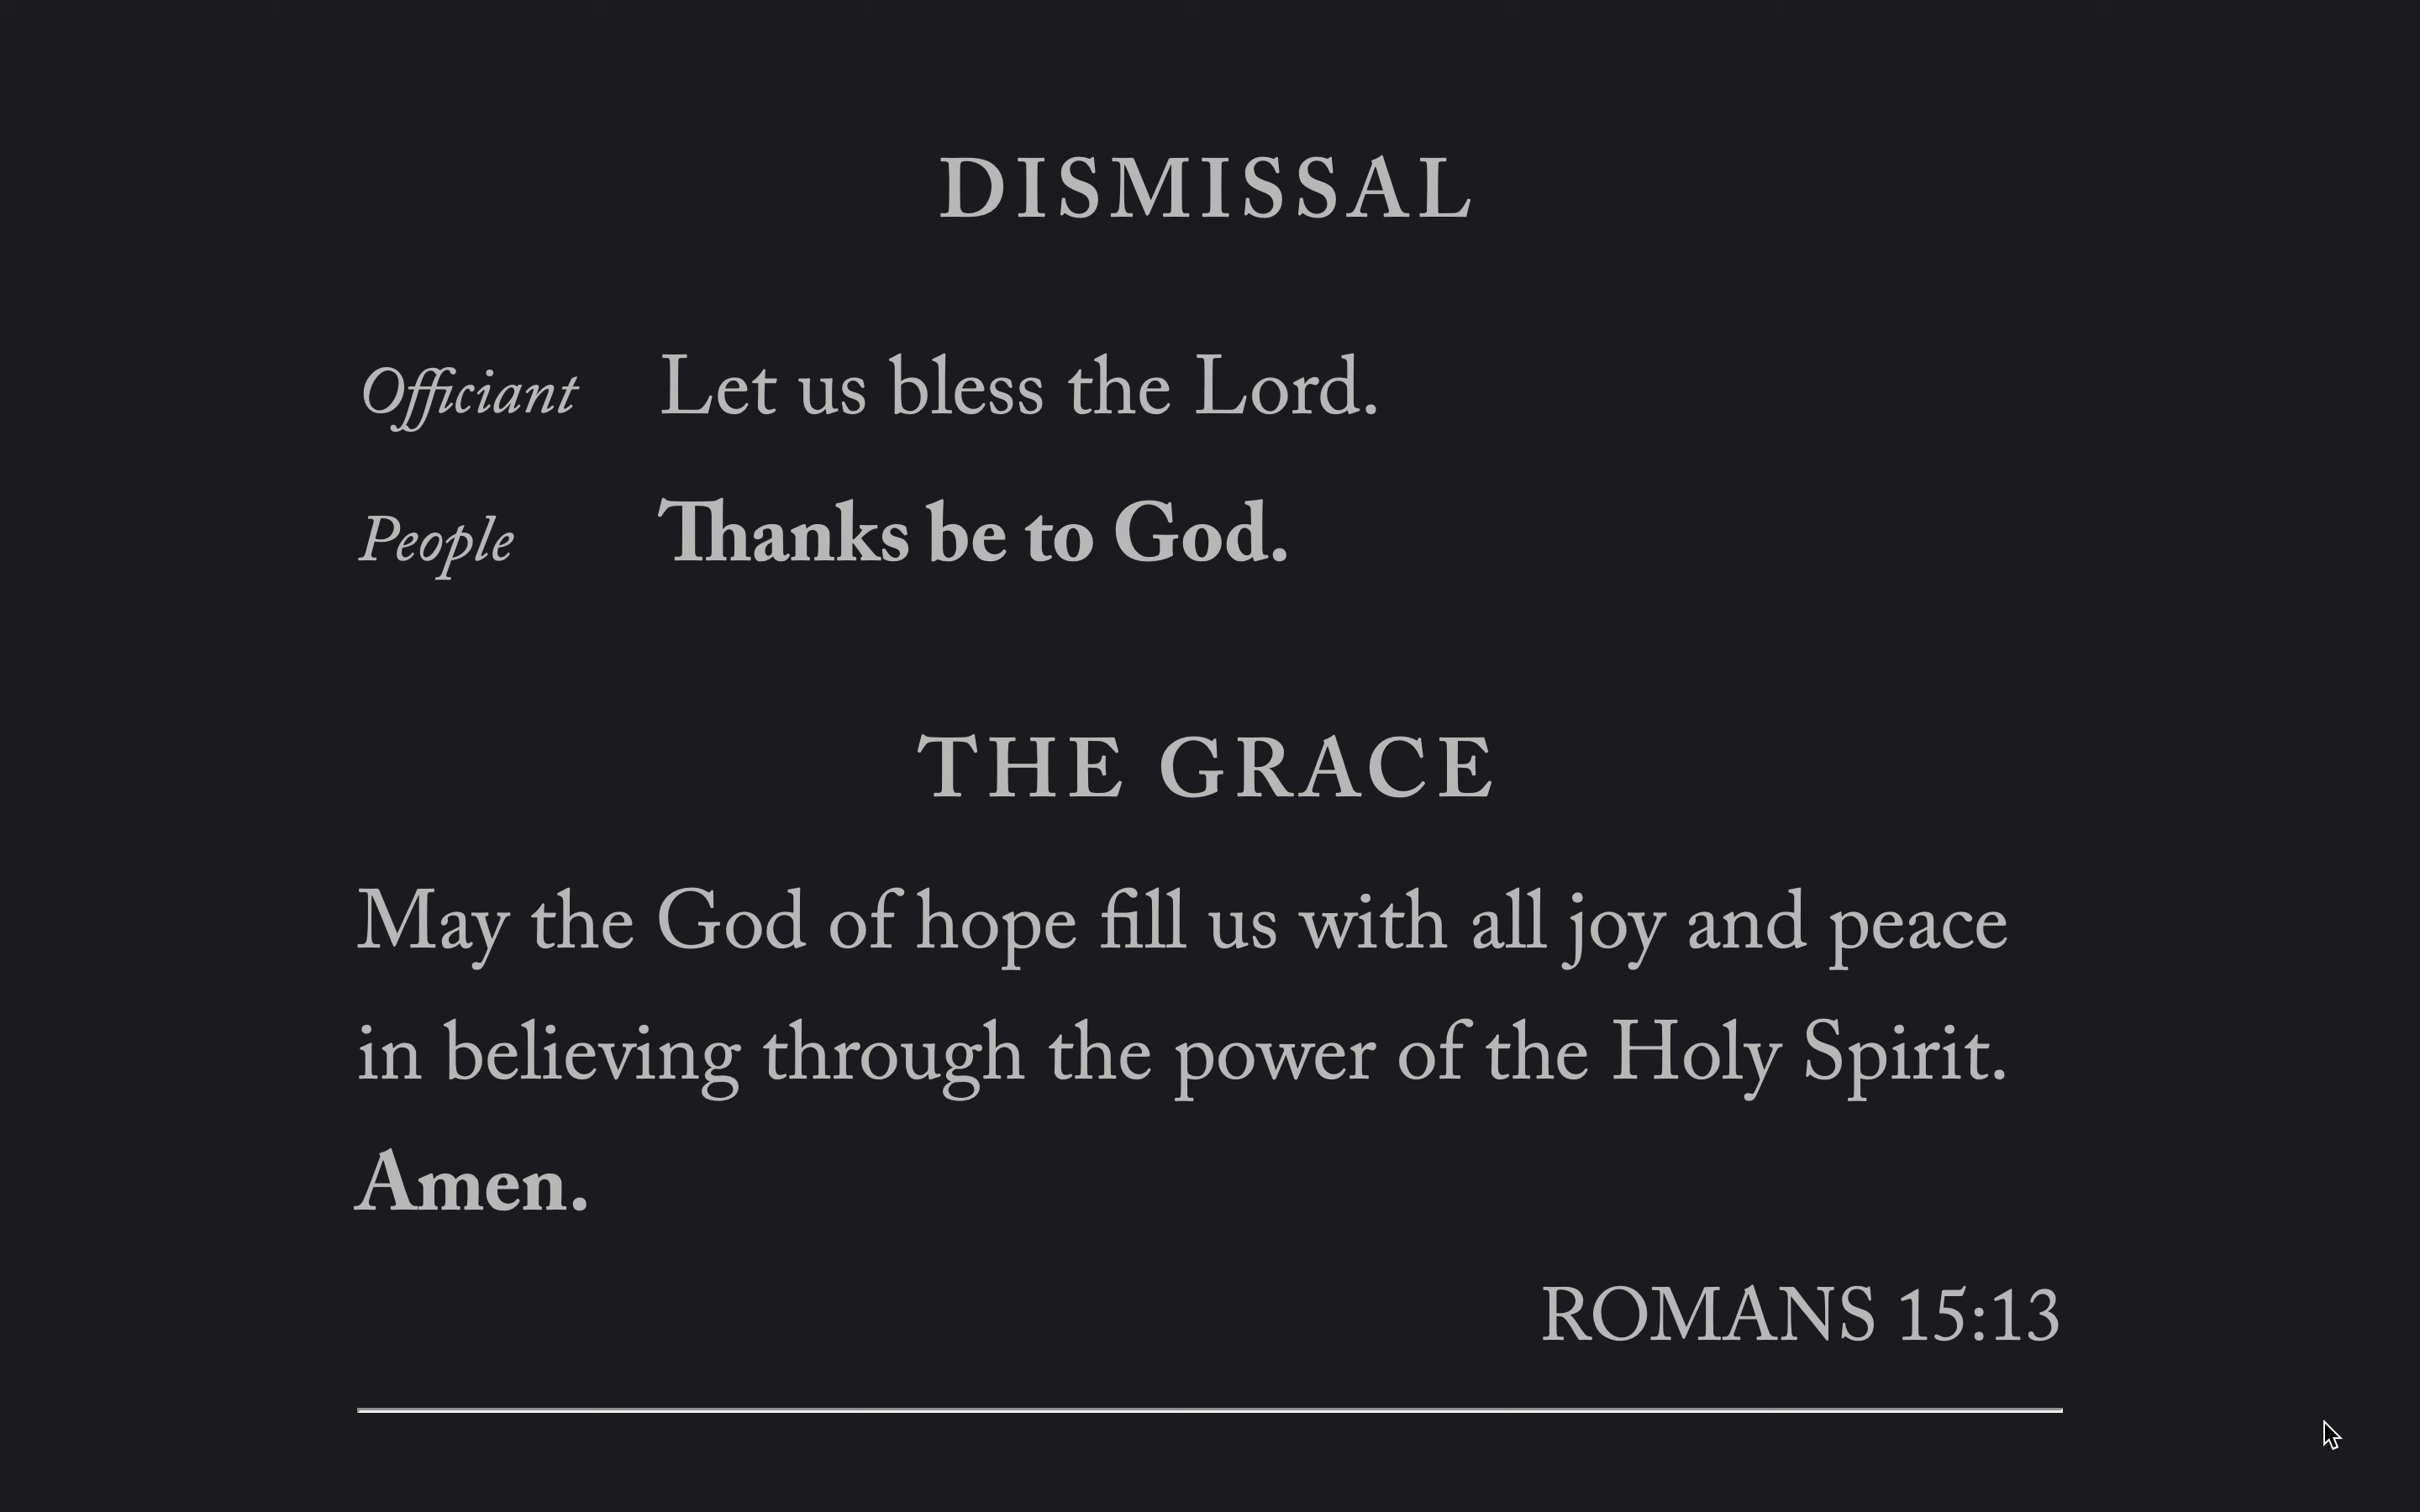 DISMISSAL
Officiant Let us bless the Lord.
People Thanks be to God.
THE GRACE
May the God of hope fill us with all joy and peace
in believing through the power of the Holy Spirit.
Amen.
ROMANS 15:13